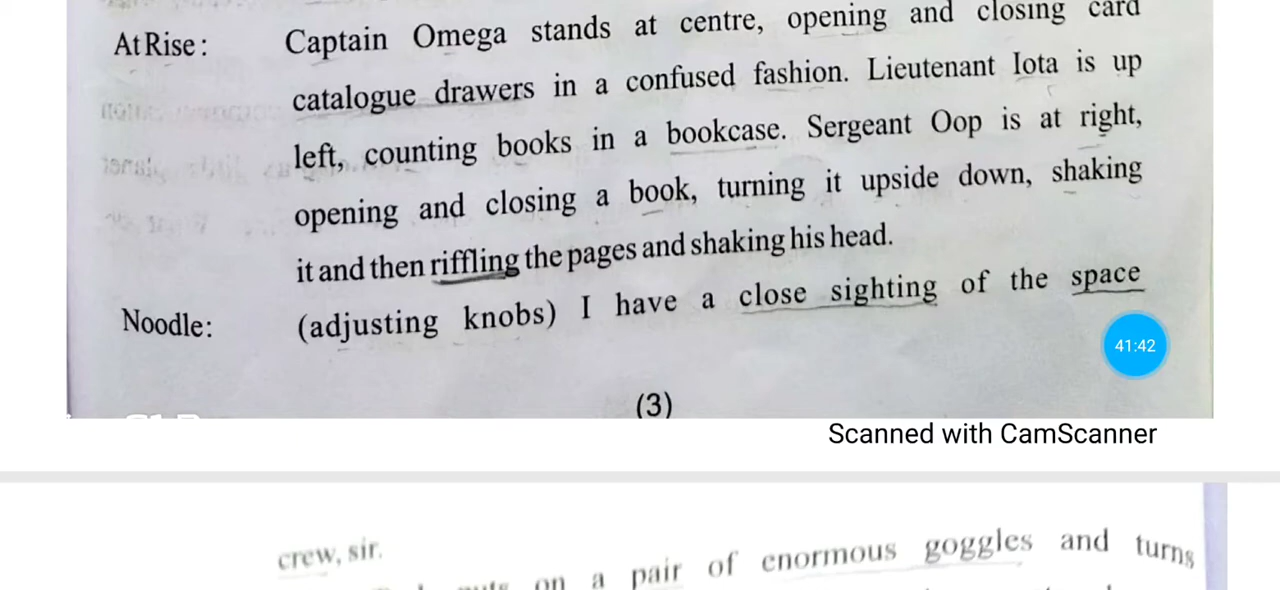 At Rise : Captain Omega stands at centre, opening and closing card
catalogue drawers in a confused fashion. Lieutenant Iota is up
left, counting books in a bookcase. Sergeant Oop is at right,
opening and closing a book, turning it upside down, shaking
it and then riffling the pages and shaking his head.
Noodle: (adjusting knobs) I have a close sighting of the space
41:42
(3)
Scanned with CamScanner
crew, sir.
on a pair of enormous goggles and turns